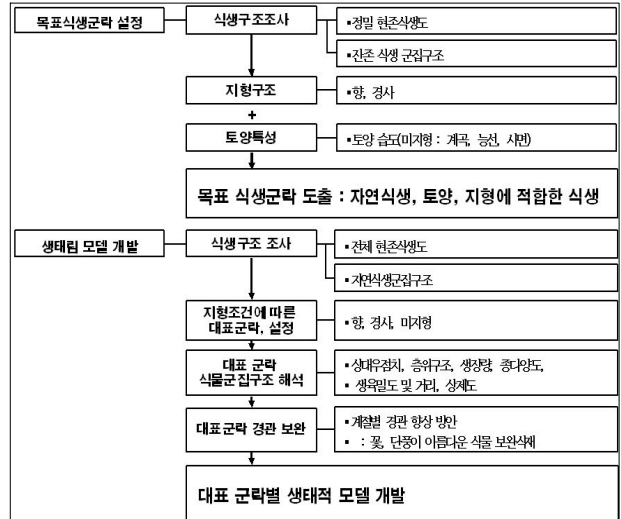 목표식생군락 설정
식생구조조사
▪정밀 현존식생도
▪잔존 식생 군집구조
지형구조
▪향, 경사
+
토양특성
▪토양 습도(미지형 : 계곡, 능선, 사면)
목표 식생군락 도출 : 자연식생, 토양, 지형에 적합한 식생
생태림 모델 개발
식생구조 조사
▪전체 현존식생도
▪자연식생군집구조
지형조건에 따른
대표군락, 설정
▪향, 경사, 미지형
대표 군락
식물군집구조 해석
▪상대우점치, 층위구조, 생장량, 종다양도,
▪ 생육밀도 및 거리, 상재도
대표군락 경관 보완
▪계절별 경관 향상 방안
▪ : 꽃, 단풍이 아름다운 식물 보완식재
대표 군락별 생태적 모델 개발